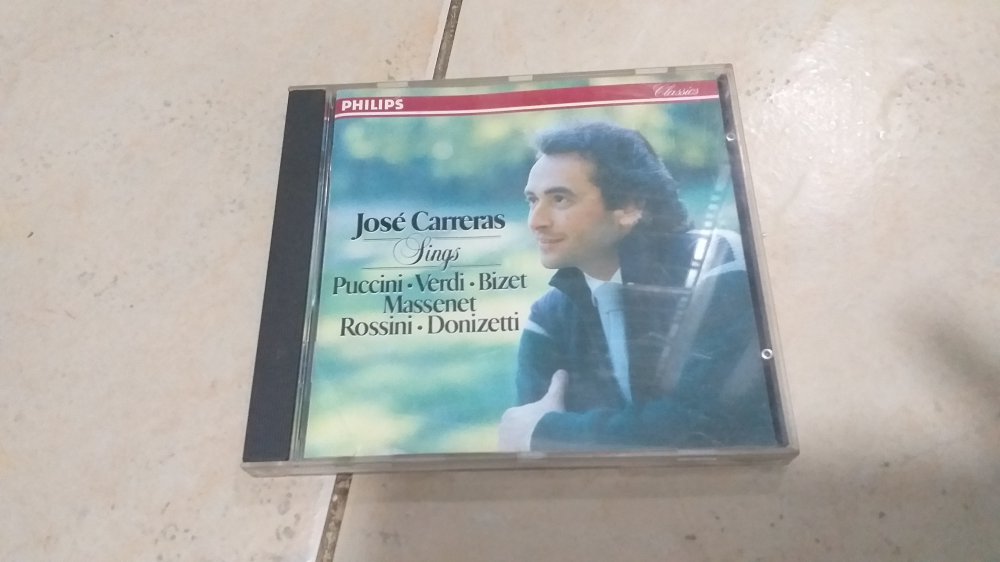 PHILIPS
Classics
José Carreras
Sings
Puccini • Verdi • Bizet
Massenet
Rossini • Donizetti